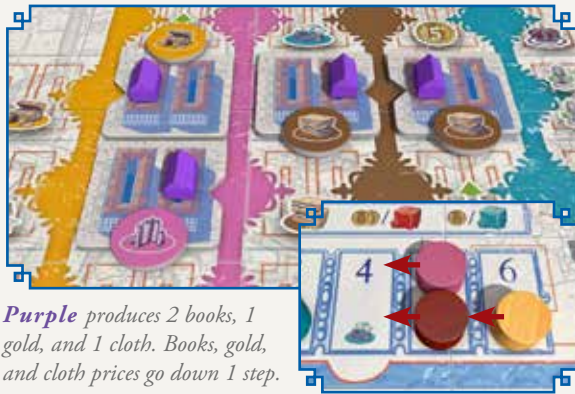 5
4
6
Purple produces 2 books, 1
gold, and 1 cloth. Books, gold,
and cloth prices go down 1 step.